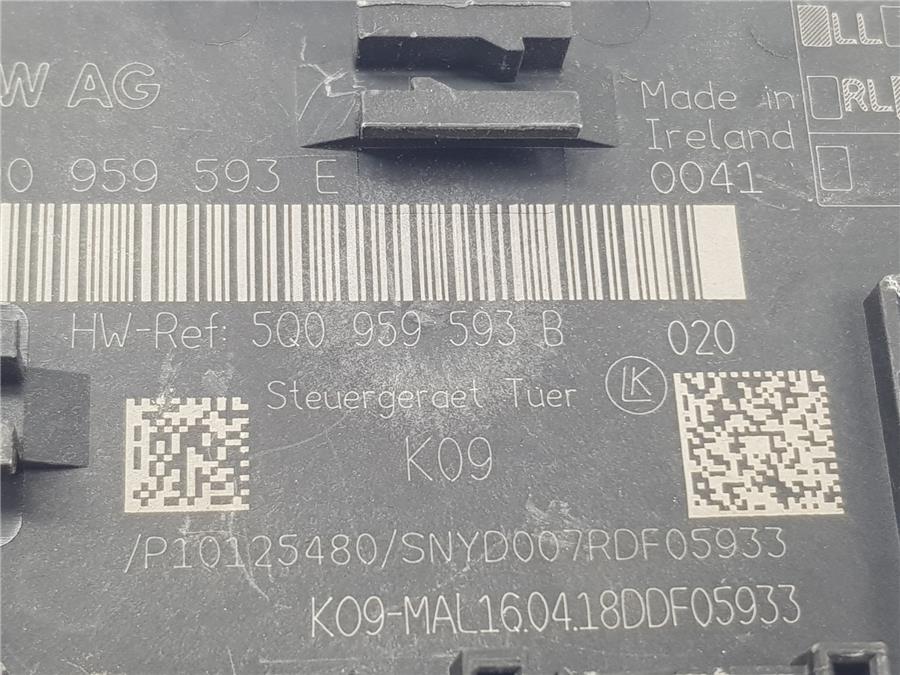 W AG
LL
RL
Made in
Ireland
0 959 593 E
0041
HW-Ref: 5Q0 959 593 B
020
Steuergeraet Tuer
LK
K09
/P10125480/SNYD007RDF05933
K09-MAL16.04.18DDF05933